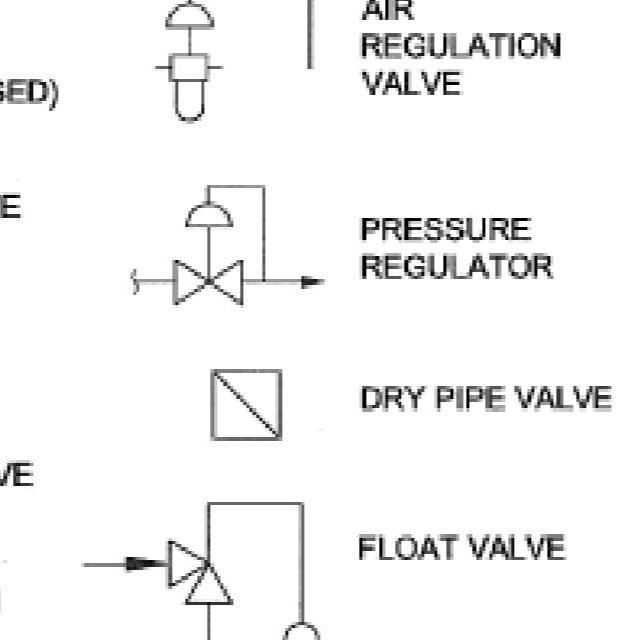 AIR
REGULATION
VALVE
PRESSURE
REGULATOR
DRY PIPE VALVE
FLOAT VALVE